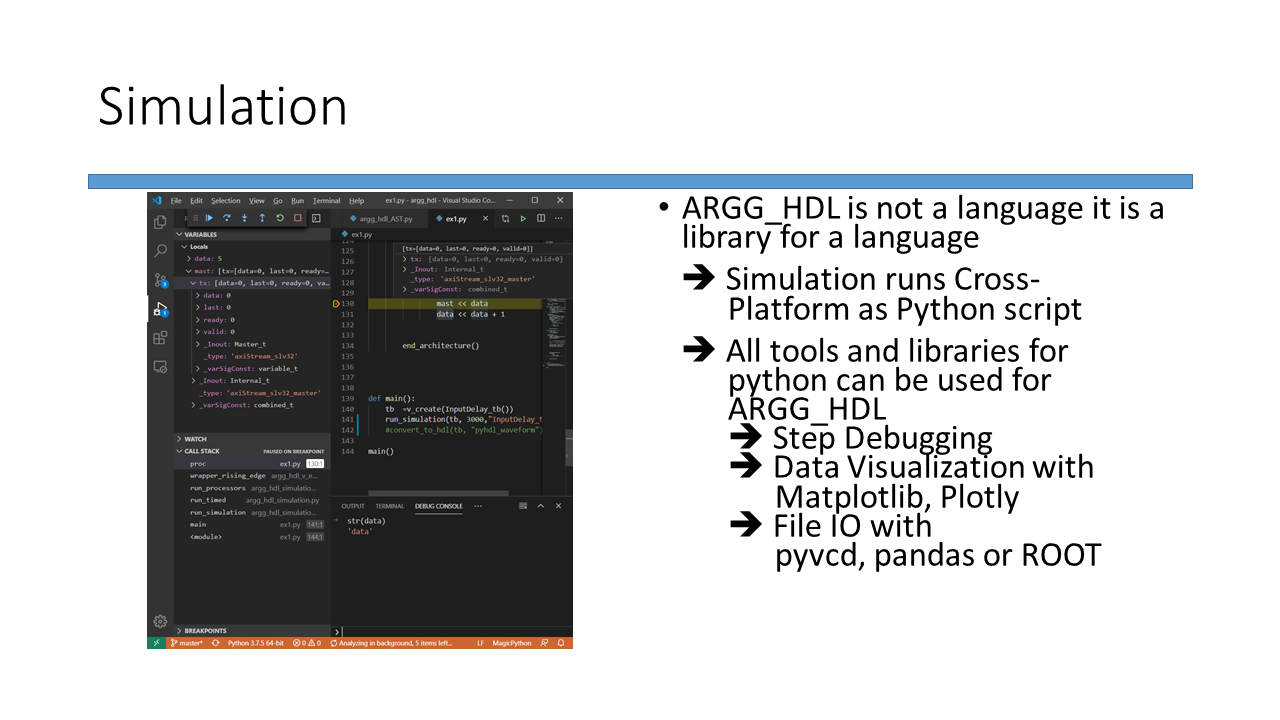 Simulation
File Edit Selection View Go Run Terminal Help ex1.py - argg_hdl - Visual Studio Co...
argg_hdl_AST.py ex1.py
ex1.py
VARIABLES
Locals
data: 5
mast: [tx=[data=0, last=0, ready=...
tx: [data=0, last=0, ready=0, va...
data: 0
last: 0
ready: 0
valid: 0
_Inout: Master_t
_type: 'axiStream_slv32'
_varSigConst: variable_t
_Inout: Internal_t
_type: 'axiStream_slv32_master'
_varSigConst: combined_t
WATCH
CALL STACK PAUSED ON BREAKPOINT
proc ex1.py 130:1
wrapper_rising_edge argg_hdl_v_e...
run_processors argg_hdl_simulatio...
run_timed argg_hdl_simulation.py
run_simulation argg_hdl_simulatio...
main ex1.py 141:1
<module> ex1.py 144:1
BREAKPOINTS
125 [tx=[data=0, last=0, ready=0, valid=0]]
126 tx: [data=0, last=0, ready=0, valid=0]
127 _Inout: Internal_t
128 _type: 'axiStream_slv32_master'
129 _varSigConst: combined_t
130 mast << data
131 data << data + 1
132
133
134 end_architecture()
135
136
137
138
139 def main():
140 tb =v_create(InputDelay_tb())
141 run_simulation(tb, 3000,"InputDelay_t
142 #convert_to_hdl(tb, "pyhdl_waveform")
143
144 main()
OUTPUT TERMINAL DEBUG CONSOLE ...
str(data)
'data'
master* Python 3.7.5 64-bit 0 0 Analyzing in background, 5 items left... LF MagicPython
• ARGG_HDL is not a language it is a
library for a language
➔ Simulation runs Cross-
Platform as Python script
➔ All tools and libraries for
python can be used for
ARGG_HDL
➔ Step Debugging
➔ Data Visualization with
Matplotlib, Plotly
➔ File IO with
pyvcd, pandas or ROOT